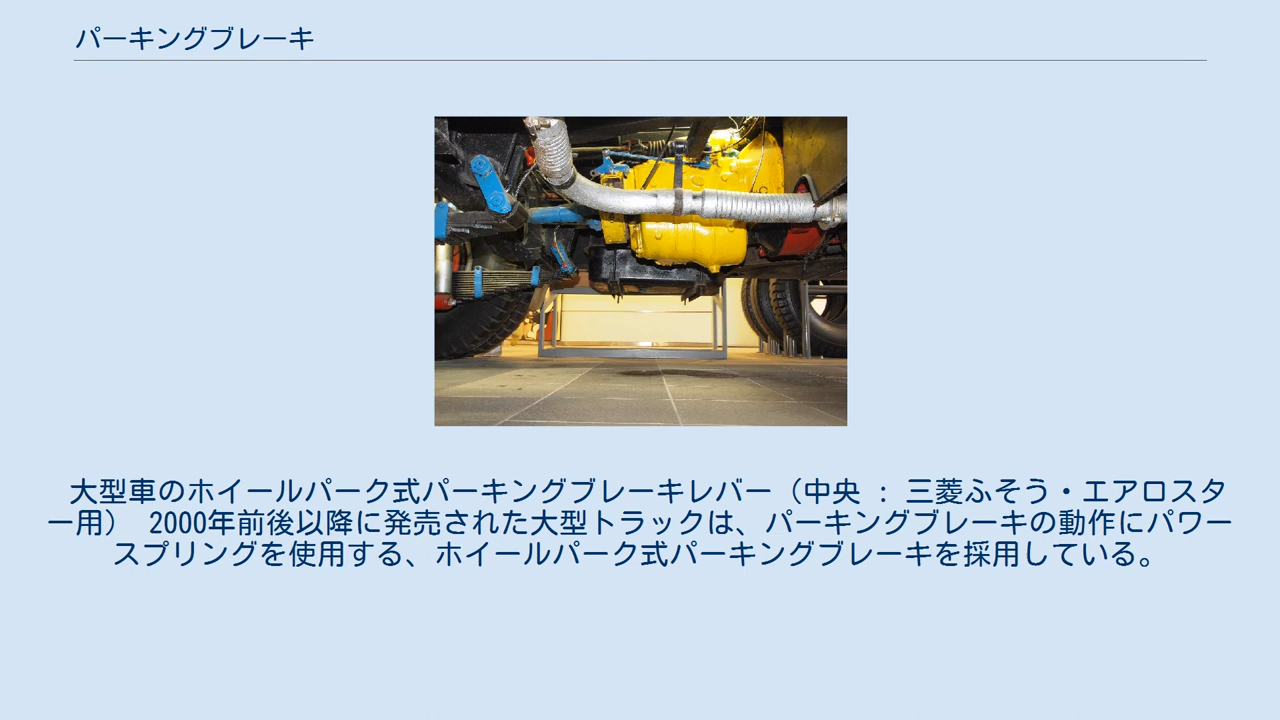 パーキングブレーキ
大型車のホイールパーク式パーキングブレーキレバー（中央 : 三菱ふそう・エアロスタ
ー用） 2000年前後以降に発売された大型トラックは、パーキングブレーキの動作にパワー
スプリングを使用する、ホイールパーク式パーキングブレーキを採用している。